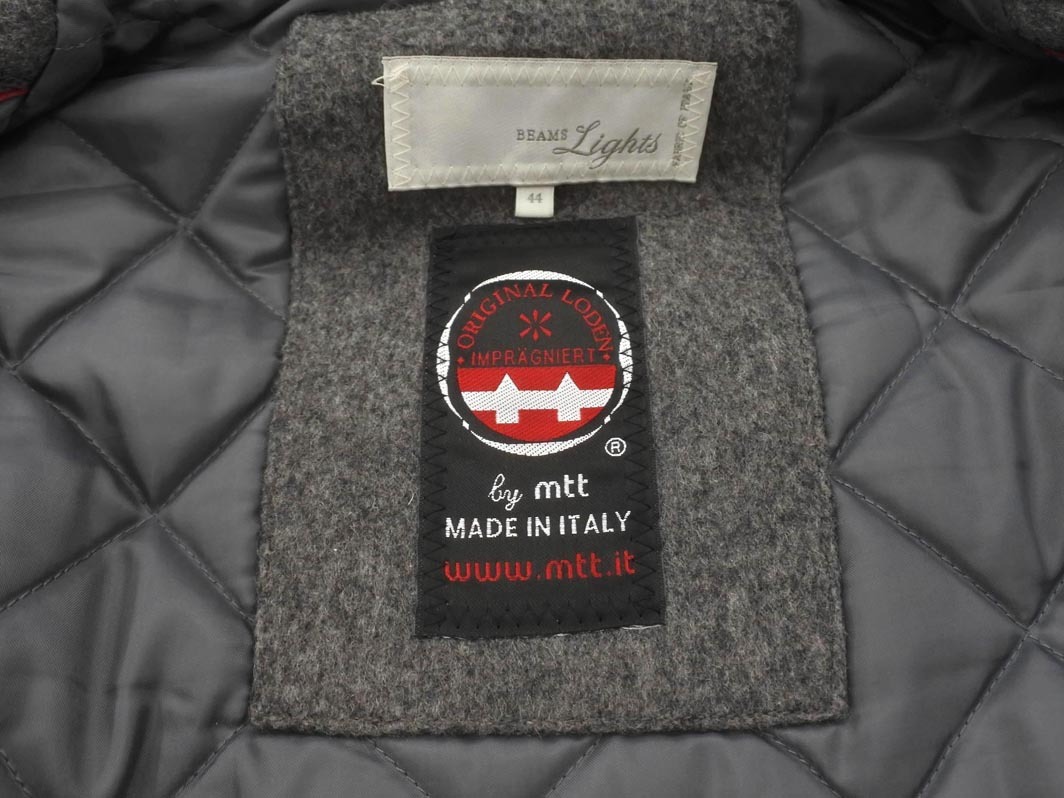 BEAMS Lights
44
ORIGINAL LODEN
IMPRÄGNIERT
®
by mtt
MADE IN ITALY
www.mtt.it